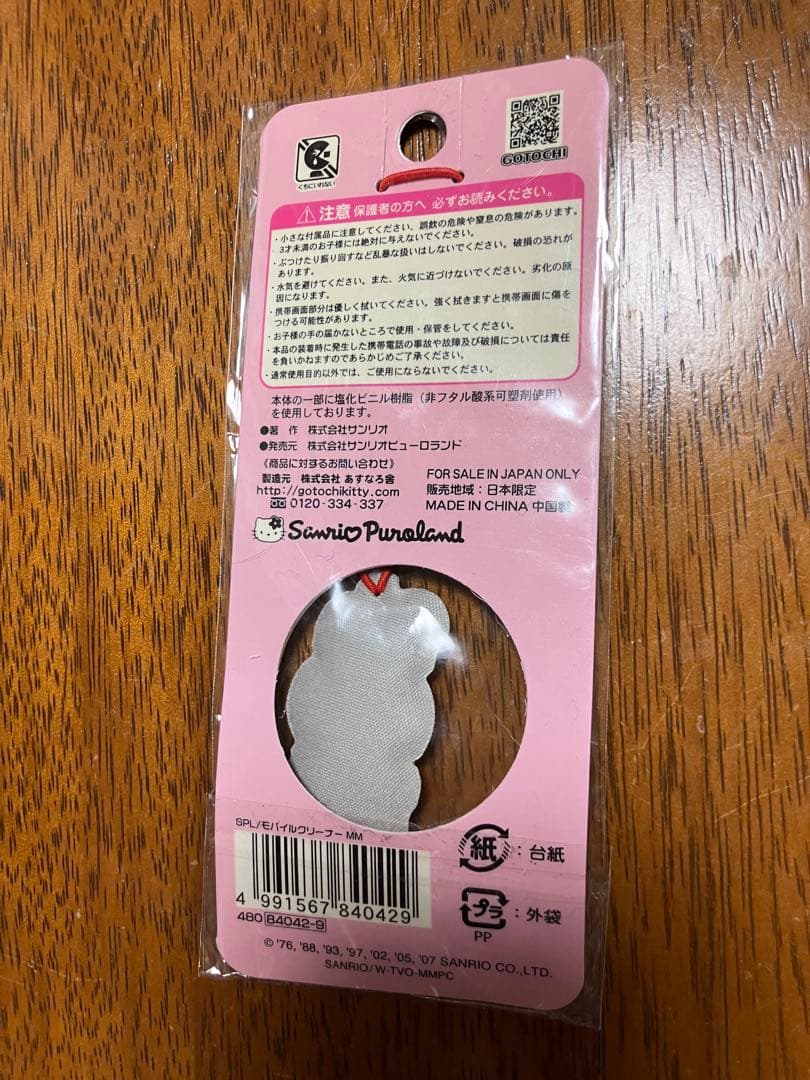 くちにいれない
GOTOCHI
注意 保護者の方へ 必ずお読みください。
・小さな付属品に注意してください、誤飲の危険や窒息の危険があります。
3才未満のお子様には絶対に与えないでください。
・ぶつけたり振り回すなど乱暴な扱いはしないでください。破損の恐れが
あります。
・水気を避けてください。また、火気に近づけないでください。劣化の原
因になります。
・携帯画面部分は優しく拭いてください。強く拭きますと携帯画面に傷を
つける可能性があります。
・お子様の手の届かないところで使用・保管をしてください。
・本品の装着時に発生した携帯電話の事故や故障及び破損については責任
を負いかねますのであらかじめご了承ください。
・通常使用目的以外では、ご使用にならないでください。
本体の一部に塩化ビニル樹脂（非フタル酸系可塑剤使用）
を使用しております。
●著 作 株式会社サンリオ
●発売元 株式会社サンリオピューロランド
《商品に対するお問い合わせ》
製造元 株式会社 あすなろ舎
http://gotochikitty.com
0120-334-337
FOR SALE IN JAPAN ONLY
販売地域：日本限定
MADE IN CHINA 中国製
Sanrio Puroland
SPL/モバイルクリーナー MM
4 991567 840429
480 84042-9
紙：台紙
プラ：外袋
PP
© '76, '88, '93, '97, '02, '05, '07 SANRIO CO.,LTD.
SANRIO/W-TVO-MMPC